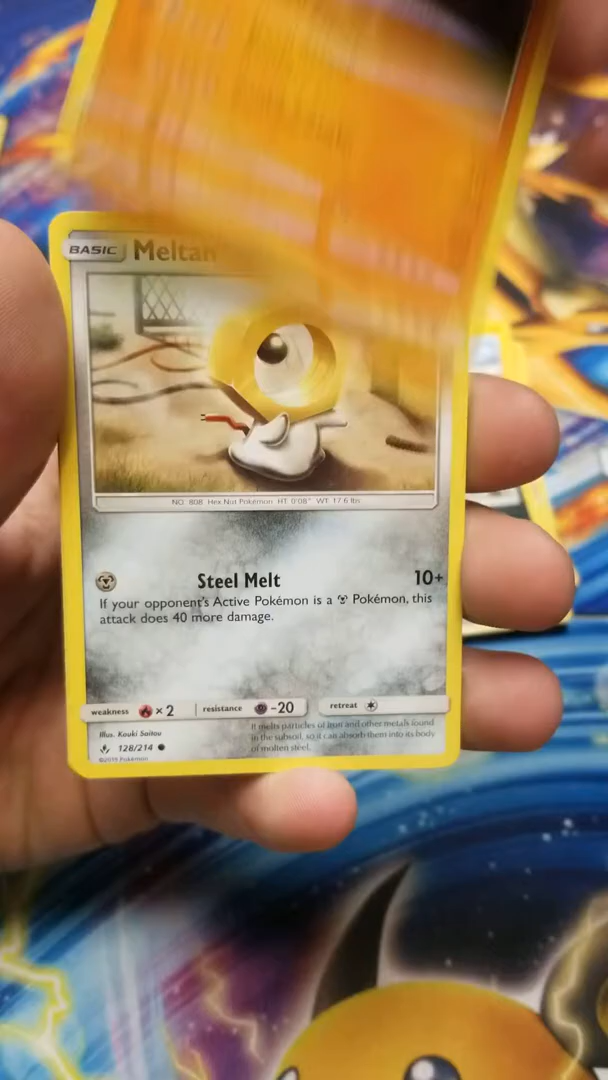 BASIC Meltan
NO. 808 Hex Nut Pokémon HT 0'08" WT 17.6 lbs
Steel Melt 10+
If your opponent's Active Pokémon is a Pokémon, this
attack does 40 more damage.
weakness ×2 resistance -20 retreat
Illus. Kouki Saitou
128/214
©2019 Pokémon
It melts particles of iron and other metals found
in the subsoil, so it can absorb them into its body
of molten steel.